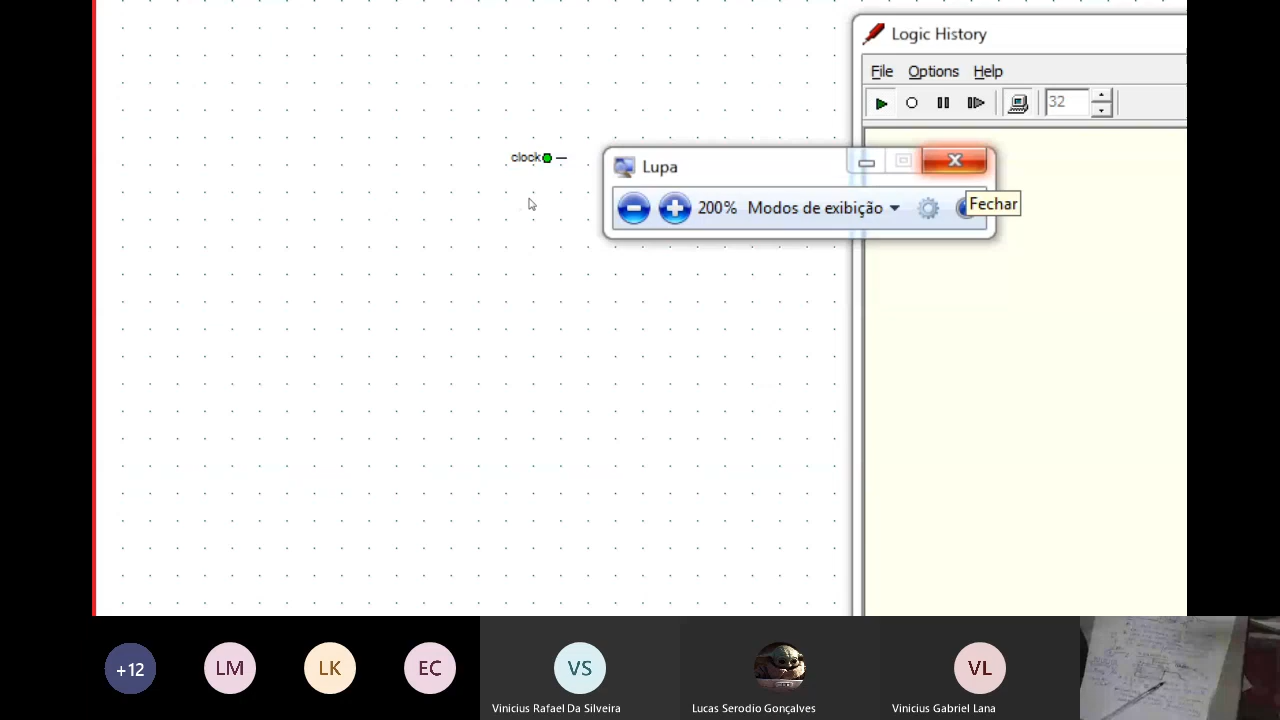 Logic History
File Options Help
32
clock
Lupa
200% Modos de exibição
Fechar
+12
LM
LK
EC
VS
VL
Vinicius Rafael Da Silveira
Lucas Serodio Gonçalves
Vinicius Gabriel Lana